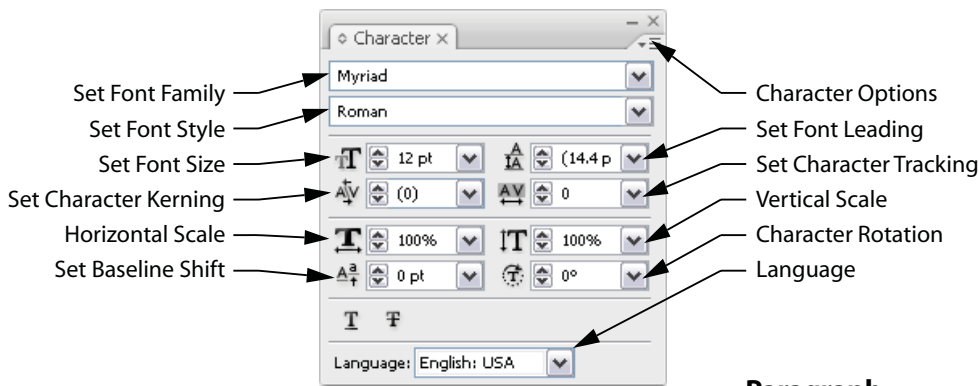 Character
Myriad
Set Font Family
Character Options
Roman
Set Font Style
Set Font Leading
Set Font Size
12 pt
(14.4 p
Set Character Tracking
Set Character Kerning
(0)
0
Vertical Scale
Horizontal Scale
100%
100%
Character Rotation
Set Baseline Shift
0 pt
0°
Language
Language: English: USA